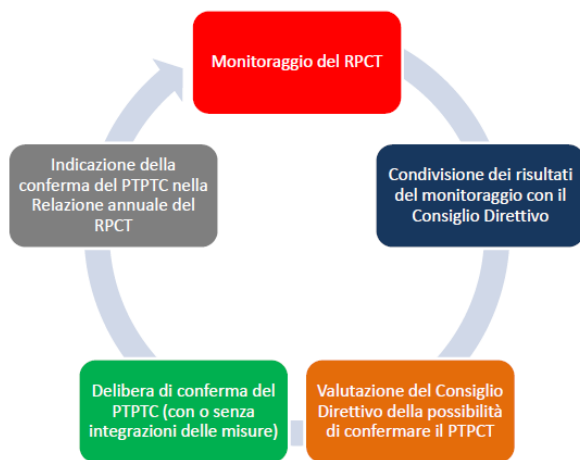 Monitoraggio del RPCT
Condivisione dei risultati
del monitoraggio con il
Consiglio Direttivo
Valutazione del Consiglio
Direttivo della possibilità
di confermare il PTPCT
Delibera di conferma del
PTPTC (con o senza
integrazioni delle misure)
Indicazione della
conferma del PTPTC nella
Relazione annuale del
RPCT